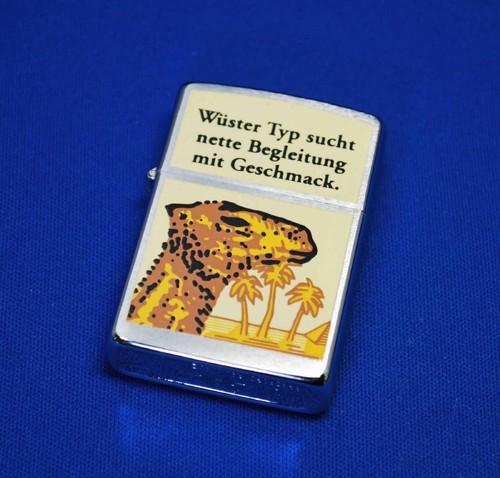 Wüster Typ sucht
nette Begleitung
mit Geschmack.